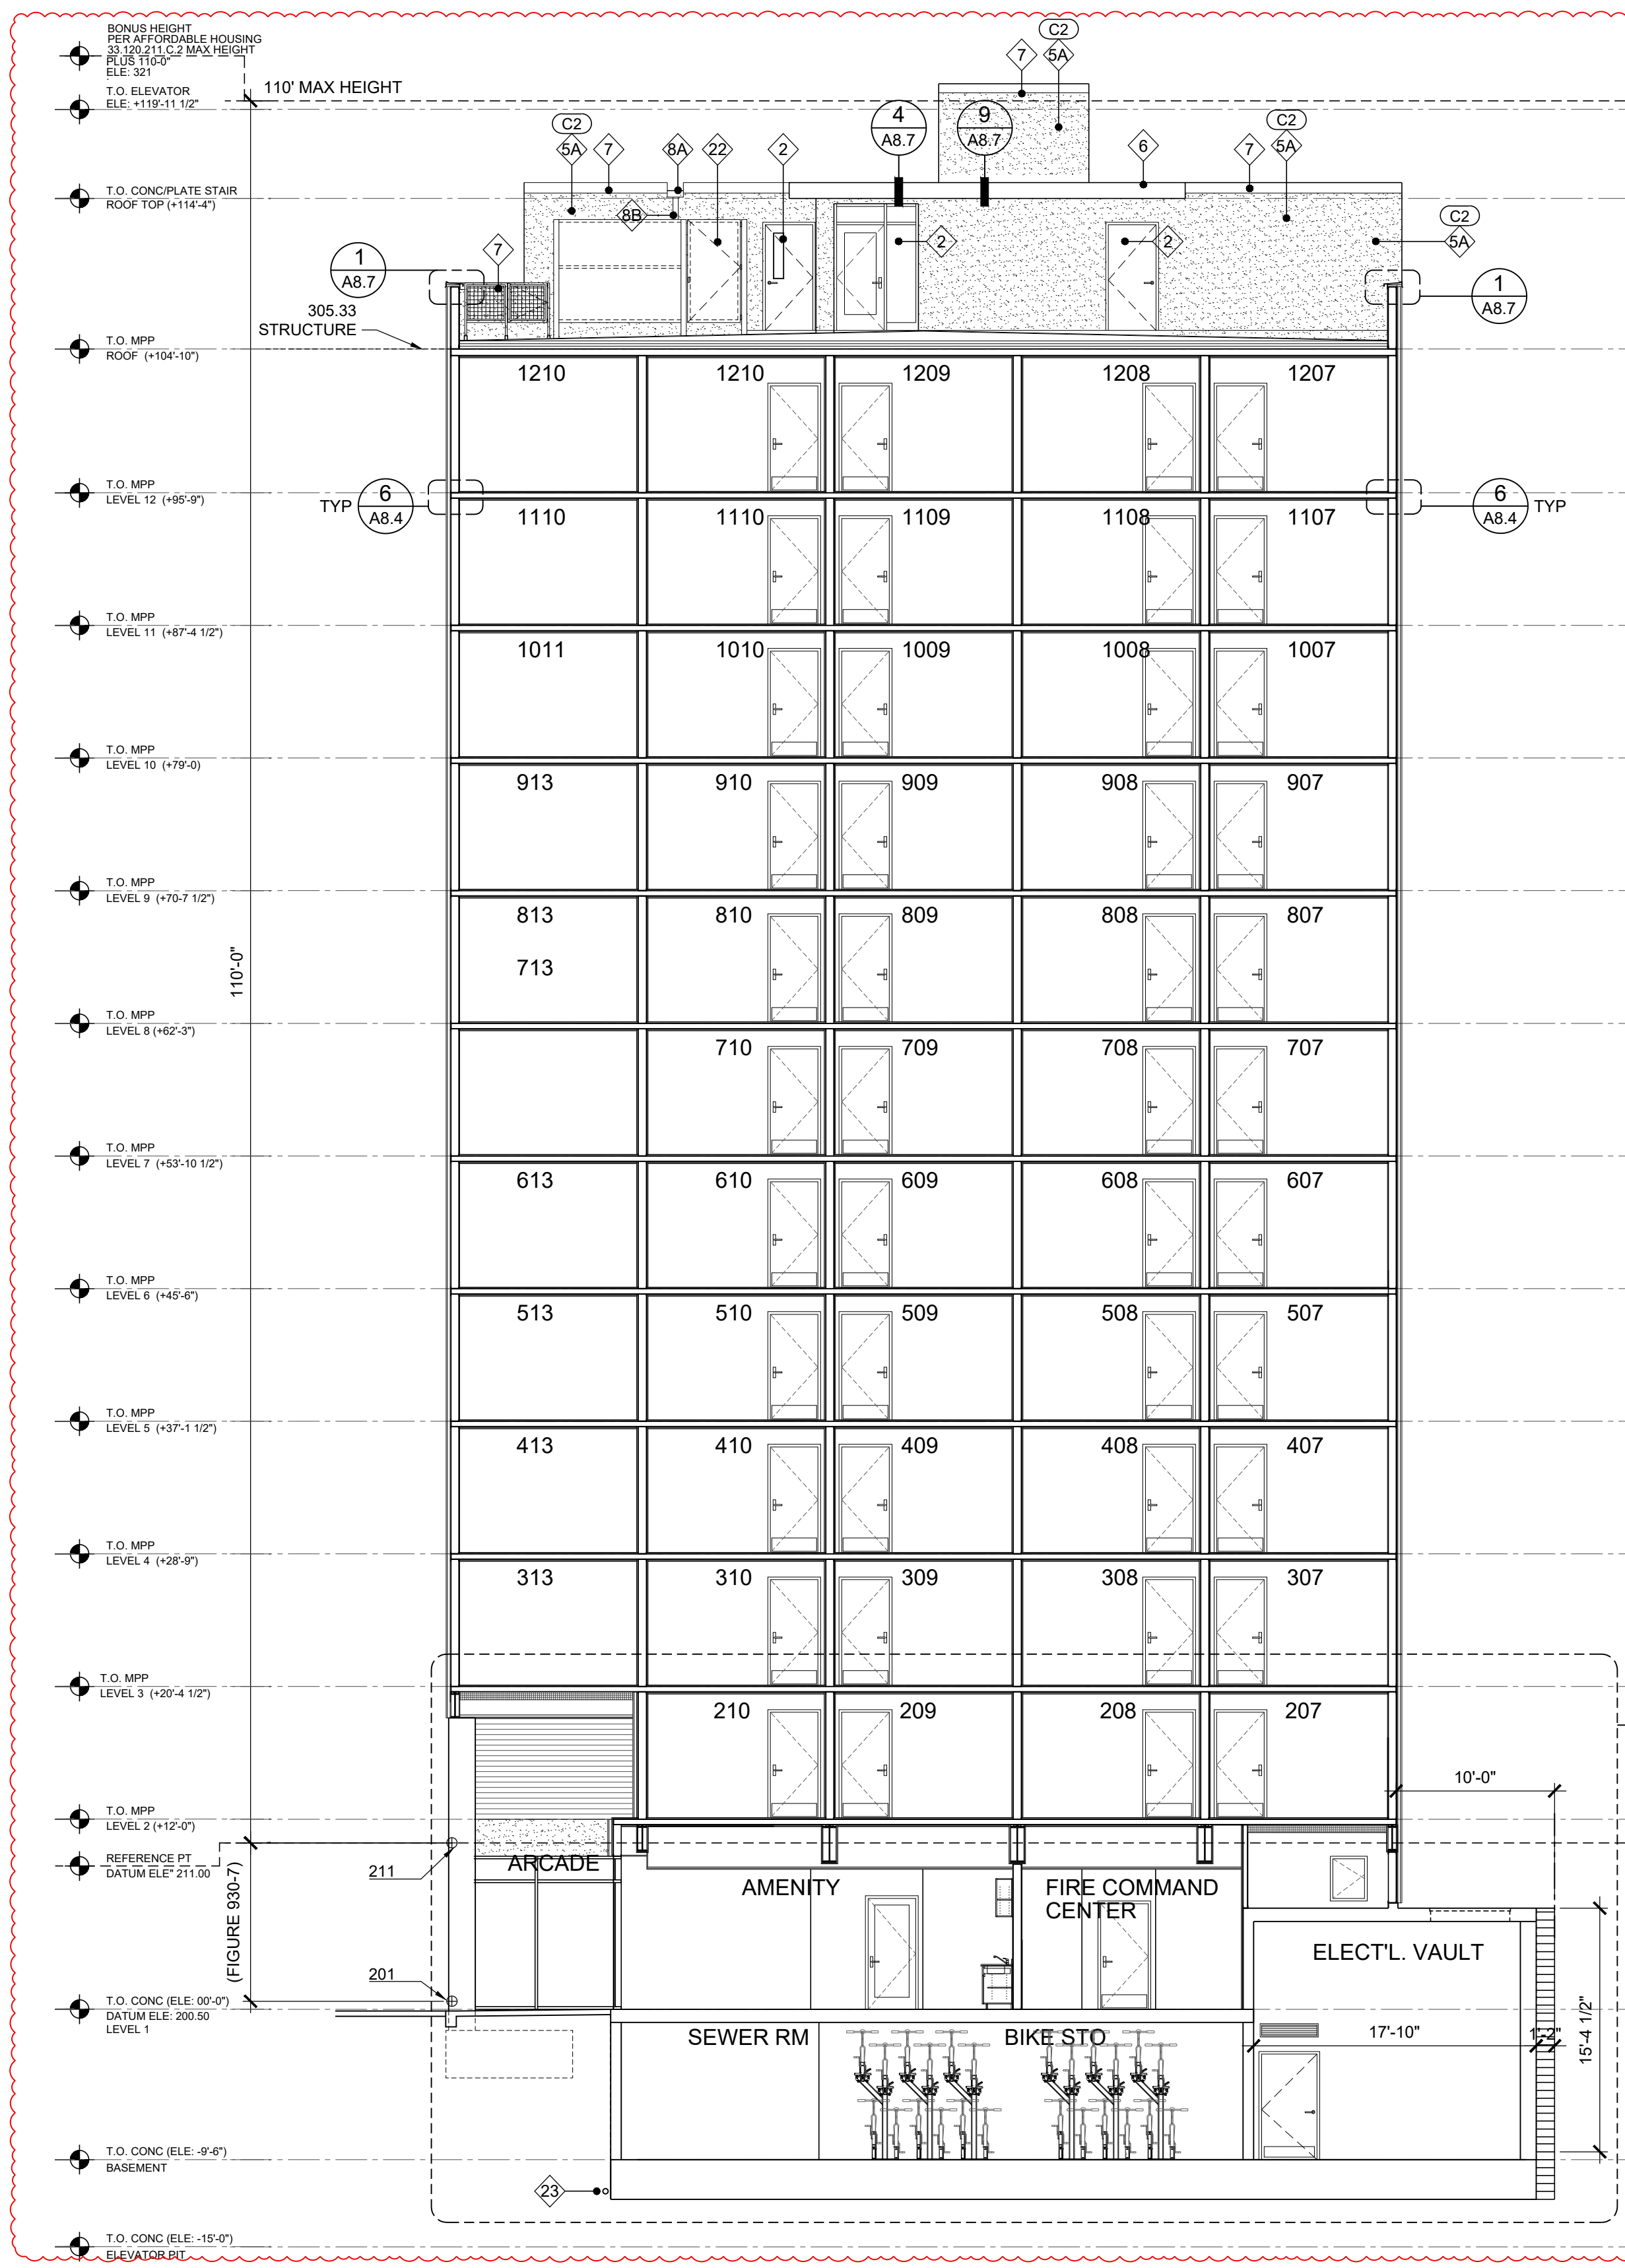 BONUS HEIGHT
PER AFFORDABLE HOUSING
33.120.211.C.2 MAX HEIGHT
PLUS 110-0"
ELE: 321
T.O. ELEVATOR
ELE: +119'-11 1/2"
110' MAX HEIGHT
C2
7
5A
4
A8.7
9
A8.7
C2
5A
7
8A
22
2
6
7
C2
5A
T.O. CONC/PLATE STAIR
ROOF TOP (+114'-4")
8B
2
2
C2
5A
7
1
A8.7
1
A8.7
305.33
STRUCTURE
T.O. MPP
ROOF (+104'-10")
1210 1210 1209 1208 1207
T.O. MPP
LEVEL 12 (+95'-9")
TYP
6
A8.4
6
A8.4
TYP
1110 1110 1109 1108 1107
T.O. MPP
LEVEL 11 (+87'-4 1/2")
1011 1010 1009 1008 1007
T.O. MPP
LEVEL 10 (+79'-0)
913 910 909 908 907
T.O. MPP
LEVEL 9 (+70-7 1/2")
813 810 809 808 807
713
110'-0"
T.O. MPP
LEVEL 8 (+62'-3")
710 709 708 707
T.O. MPP
LEVEL 7 (+53'-10 1/2")
613 610 609 608 607
T.O. MPP
LEVEL 6 (+45'-6")
513 510 509 508 507
T.O. MPP
LEVEL 5 (+37'-1 1/2")
413 410 409 408 407
T.O. MPP
LEVEL 4 (+28'-9")
313 310 309 308 307
T.O. MPP
LEVEL 3 (+20'-4 1/2")
210 209 208 207
10'-0"
T.O. MPP
LEVEL 2 (+12'-0")
REFERENCE PT
DATUM ELE" 211.00
211
ARCADE
AMENITY
FIRE COMMAND
CENTER
(FIGURE 930-7)
ELECT'L. VAULT
201
T.O. CONC (ELE: 00'-0")
DATUM ELE: 200.50
LEVEL 1
SEWER RM
BIKE STO
17'-10"
1'-2"
15'-4 1/2"
T.O. CONC (ELE: -9'-6")
BASEMENT
23
T.O. CONC (ELE: -15'-0")
ELEVATOR PIT